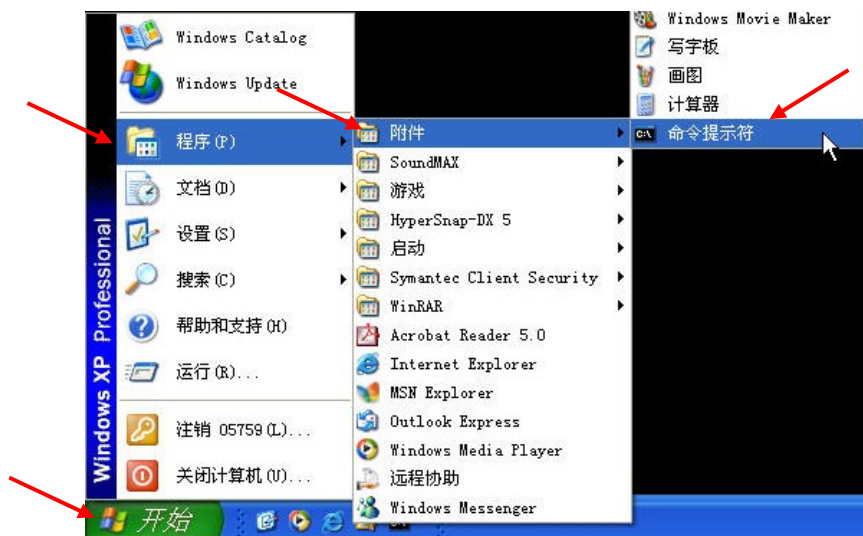 Windows Catalog
Windows Update
程序(P)
文档(D)
设置(S)
搜索(C)
帮助和支持(H)
运行(R)...
注销 05759(L)...
关闭计算机(U)...
Windows XP Professional
开始
附件
SoundMAX
游戏
HyperSnap-DX 5
启动
Symantec Client Security
WinRAR
Acrobat Reader 5.0
Internet Explorer
MSN Explorer
Outlook Express
Windows Media Player
远程协助
Windows Messenger
Windows Movie Maker
写字板
画图
计算器
命令提示符